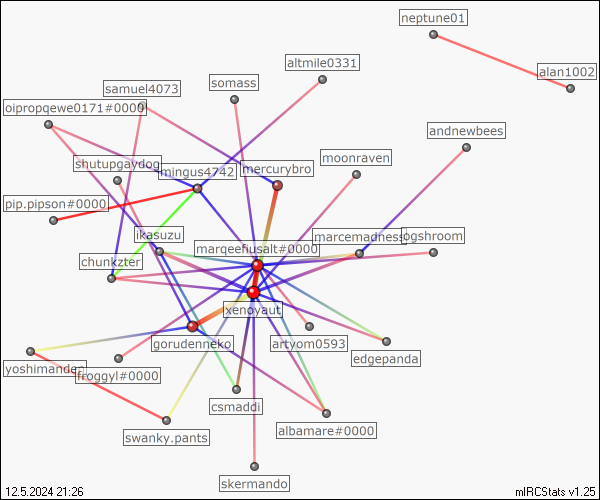 neptune01
altmile0331
alan1002
samuel4073
somass
oipropqewe0171#0000
andnewbees
shutupgaydog
mingus4742
mercurybro
moonraven
pip.pipson#0000
ikasuzu
marqeefusalt#0000
marcemadness
ogshroom
chunkzter
xenoyaut
gorudenneko
artyom0593
edgepanda
yoshimander
froggyl#0000
csmaddi
albamare#0000
swanky.pants
skermando
12.5.2024 21:26
mIRCStats v1.25